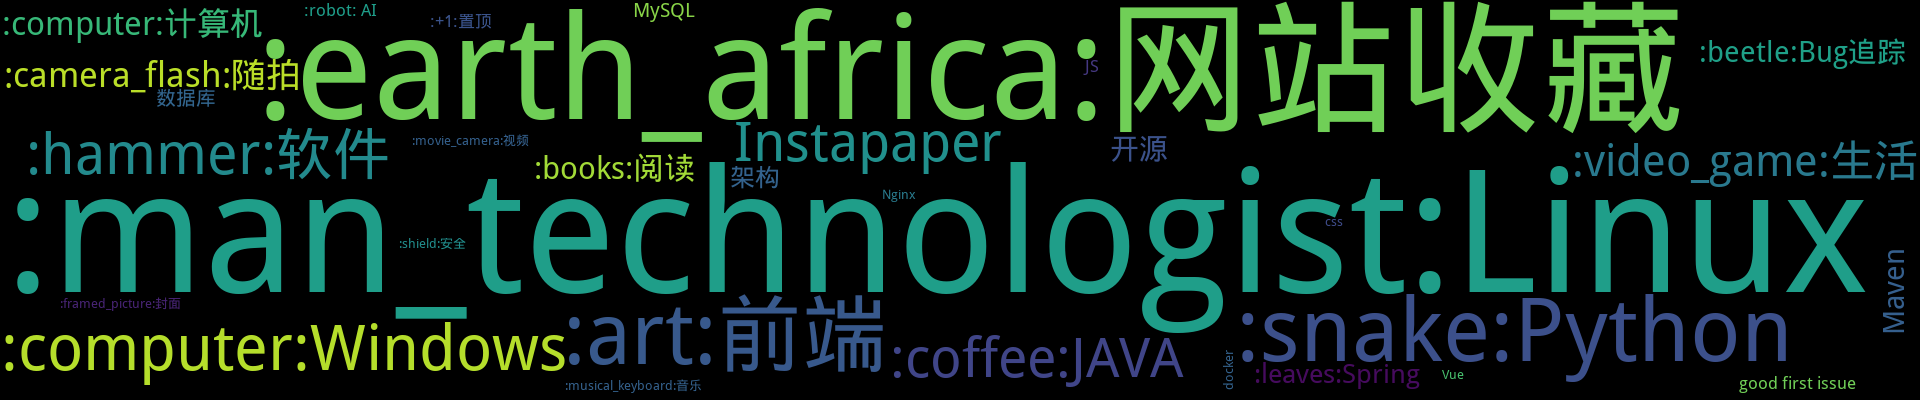 :computer:计算机
:robot: AI
:+1:置顶
MySQL
:earth_africa:网站收藏
:beetle:Bug追踪
:camera_flash:随拍
JS
数据库
:hammer:软件
:movie_camera:视频
Instapaper
开源
:books:阅读
架构
:video_game:生活
:man_technologist:Linux
Nginx
css
:shield:安全
Maven
:framed_picture:封面
:computer:Windows
:art:前端
:coffee:JAVA
:snake:Python
docker
:leaves:Spring
Vue
:musical_keyboard:音乐
good first issue